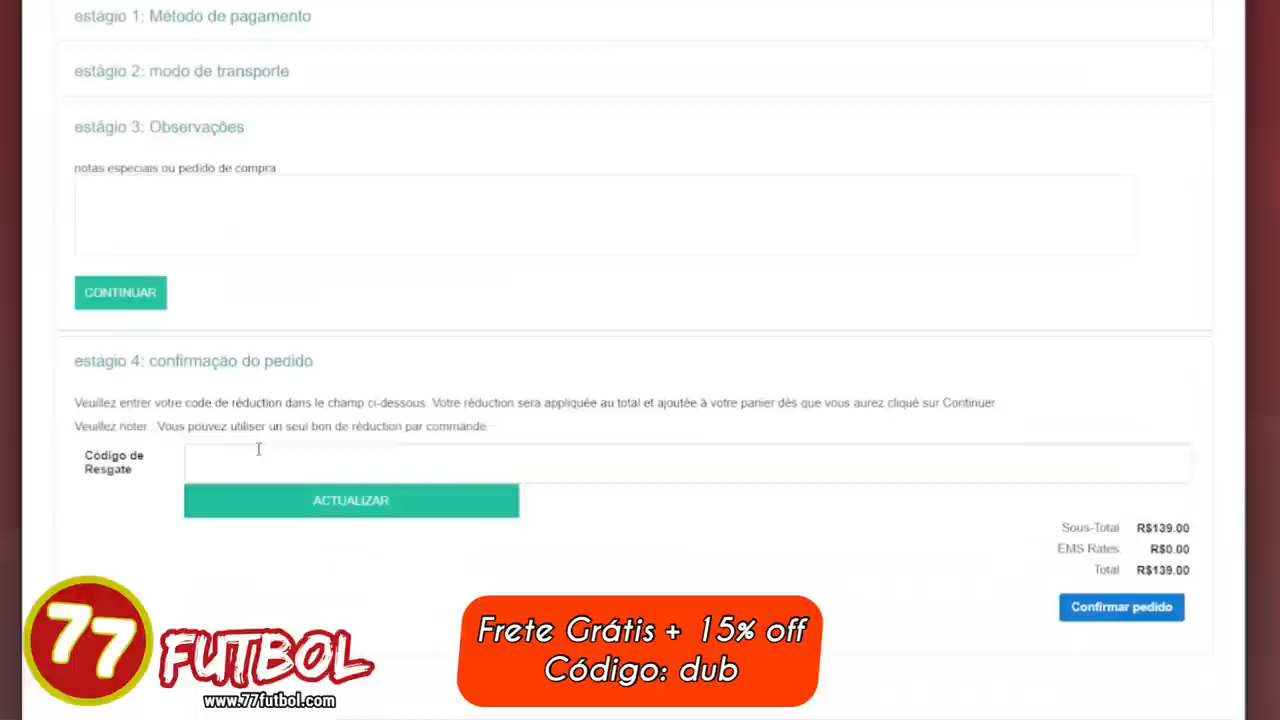 estágio 1: Método de pagamento
estágio 2: modo de transporte
estágio 3: Observações
notas especiais ou pedido de compra
CONTINUAR
estágio 4: confirmação do pedido
Veuillez entrer votre code de réduction dans le champ ci-dessous. Votre réduction sera appliquée au total et ajoutée à votre panier dès que vous aurez cliqué sur Continuer.
Veuillez noter : Vous pouvez utiliser un seul bon de réduction par commande
Código de
Resgate
ACTUALIZAR
Sous-Total R$139.00
EMS Rates R$0.00
Total R$139.00
Confirmar pedido
77
FUTBOL
www.77futbol.com
Frete Grátis + 15% off
Código: dub